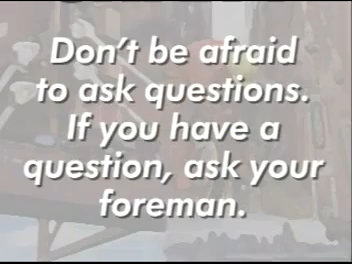 Don't be afraid
to ask questions.
If you have a
question, ask your
foreman.